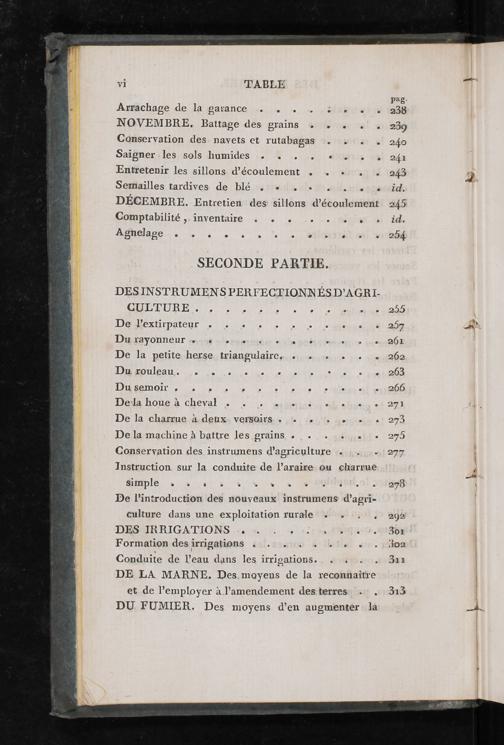 vi TABLE
pag.
Arrachage de la garance . . . . . . . . 238
NOVEMBRE. Battage des grains . . . . . 239
Conservation des navets et rutabagas . . . . 240
Saigner les sols humides . . . . . . . . 241
Entretenir les sillons d'écoulement . . . . . 243
Semailles tardives de blé . . . . . . . . id.
DÉCEMBRE. Entretien des sillons d'écoulement 245
Comptabilité, inventaire . . . . . . . . id.
Agnelage . . . . . . . . . . . . 254
SECONDE PARTIE.
DES INSTRUMENS PERFECTIONNÉS D'AGRI-
CULTURE . . . . . . . . . . . . 255
De l'extirpateur . . . . . . . . . . . 257
Du rayonneur . . . . . . . . . . . . 261
De la petite herse triangulaire. . . . . . . 262
Du rouleau . . . . . . . . . . . . . 263
Du semoir . . . . . . . . . . . . . 266
De la houe à cheval . . . . . . . . . . 271
De la charrue à deux versoirs . . . . . . . 273
De la machine à battre les grains . . . . . . 275
Conservation des instrumens d'agriculture . . . 277
Instruction sur la conduite de l'araire ou charrue
simple . . . . . . . . . . . . . 278
De l'introduction des nouveaux instrumens d'agri-
culture dans une exploitation rurale . . . . 292
DES IRRIGATIONS . . . . . . . . . 301
Formation des irrigations . . . . . . . . . 302
Conduite de l'eau dans les irrigations. . . . . 311
DE LA MARNE. Des moyens de la reconnaître
et de l'employer à l'amendement des terres . . 313
DU FUMIER. Des moyens d'en augmenter la